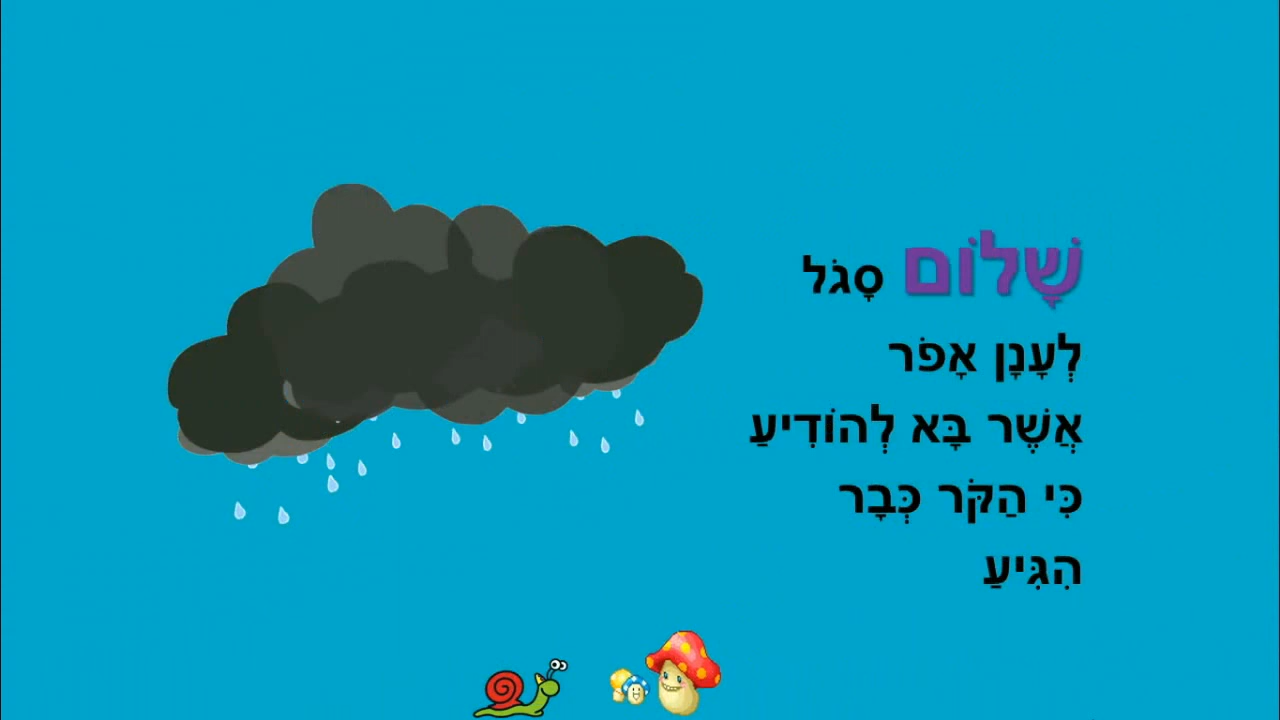 שָׁלוֹם סָגֹל
לְעָנָן אָפֹר
אֲשֶׁר בָּא לְהוֹדִיעַ
כִּי הַקֹּר כְּבָר
הִגִּיעַ